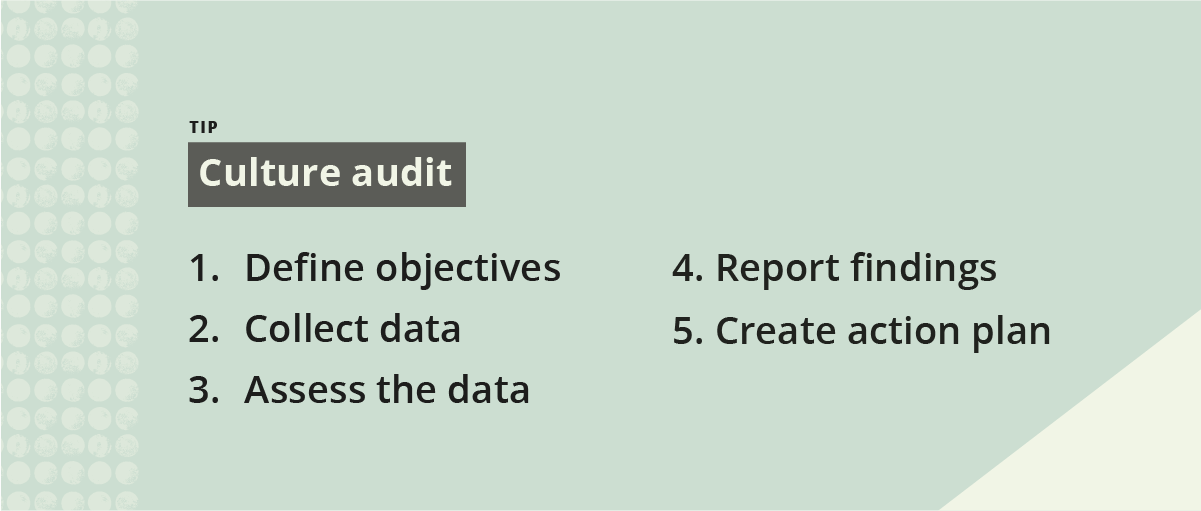 TIP
Culture audit
1. Define objectives
2. Collect data
3. Assess the data
4. Report findings
5. Create action plan